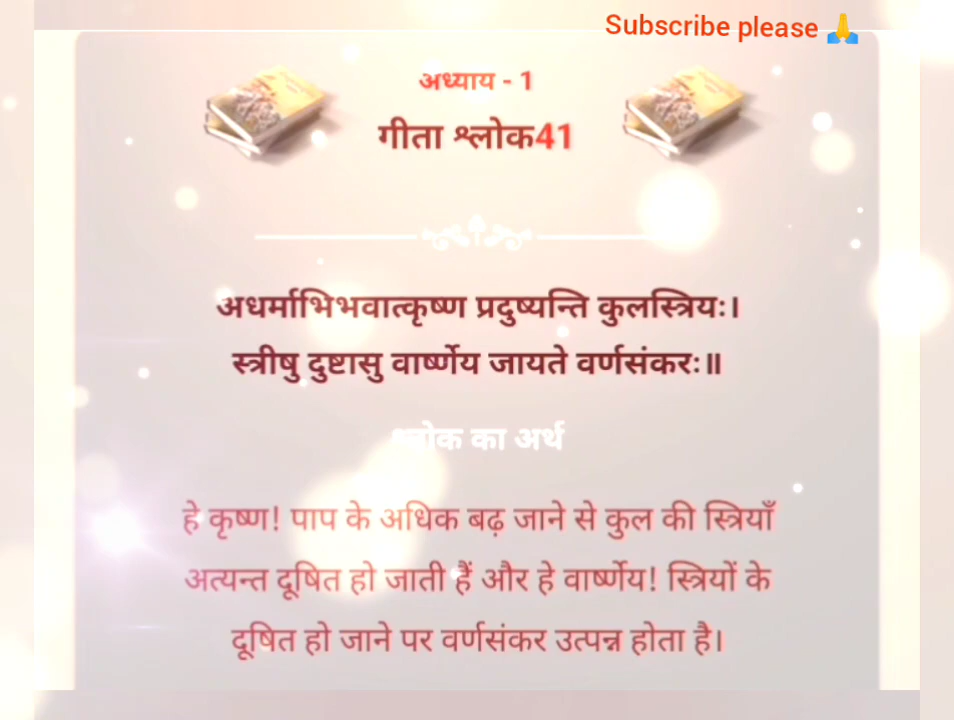 Subscribe please 🙏
अध्याय - 1
गीता श्लोक41
अधर्माभिभवात्कृष्ण प्रदुष्यन्ति कुलस्त्रियः।
स्त्रीषु दुष्टासु वार्ष्णेय जायते वर्णसंकरः॥
श्लोक का अर्थ
हे कृष्ण! पाप के अधिक बढ़ जाने से कुल की स्त्रियाँ
अत्यन्त दूषित हो जाती हैं और हे वार्ष्णेय! स्त्रियों के
दूषित हो जाने पर वर्णसंकर उत्पन्न होता है।